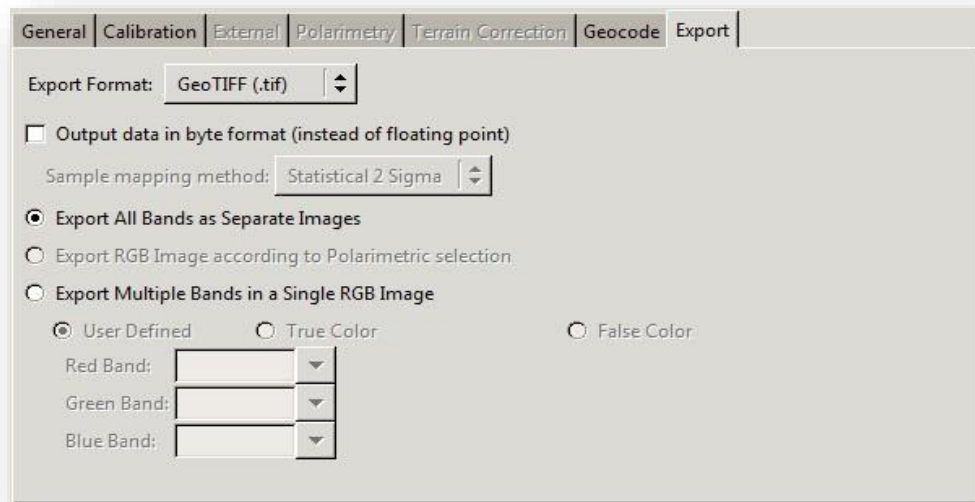 General Calibration External Polarimetry Terrain Correction Geocode Export
Export Format: GeoTIFF (.tif)
Output data in byte format (instead of floating point)
Sample mapping method: Statistical 2 Sigma
Export All Bands as Separate Images
Export RGB Image according to Polarimetric selection
Export Multiple Bands in a Single RGB Image
User Defined True Color False Color
Red Band:
Green Band:
Blue Band: